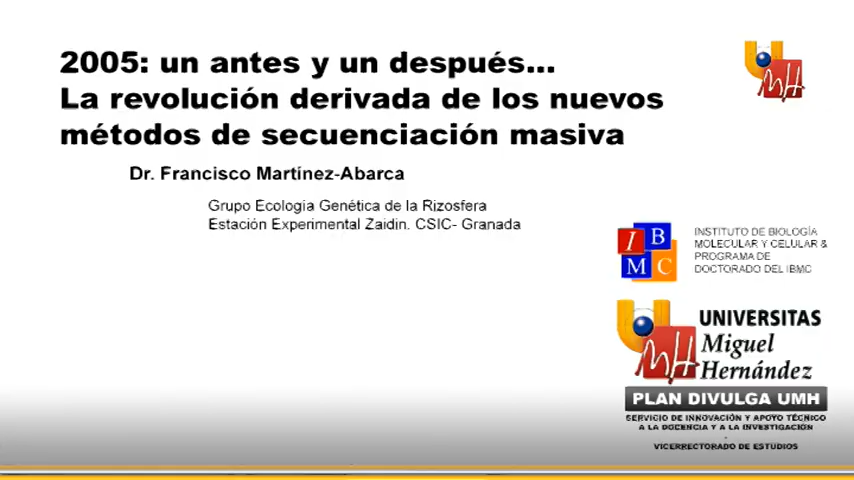 2005: un antes y un después...
La revolución derivada de los nuevos
métodos de secuenciación masiva
Dr. Francisco Martínez-Abarca
Grupo Ecología Genética de la Rizosfera
Estación Experimental Zaidin. CSIC- Granada
UMH
IBMC
INSTITUTO DE BIOLOGÍA
MOLECULAR Y CELULAR &
PROGRAMA DE
DOCTORADO DEL IBMC
UMH
UNIVERSITAS
Miguel
Hernández
PLAN DIVULGA UMH
SERVICIO DE INNOVACIÓN Y APOYO TÉCNICO
A LA DOCENCIA Y A LA INVESTIGACIÓN
-
VICERRECTORADO DE ESTUDIOS